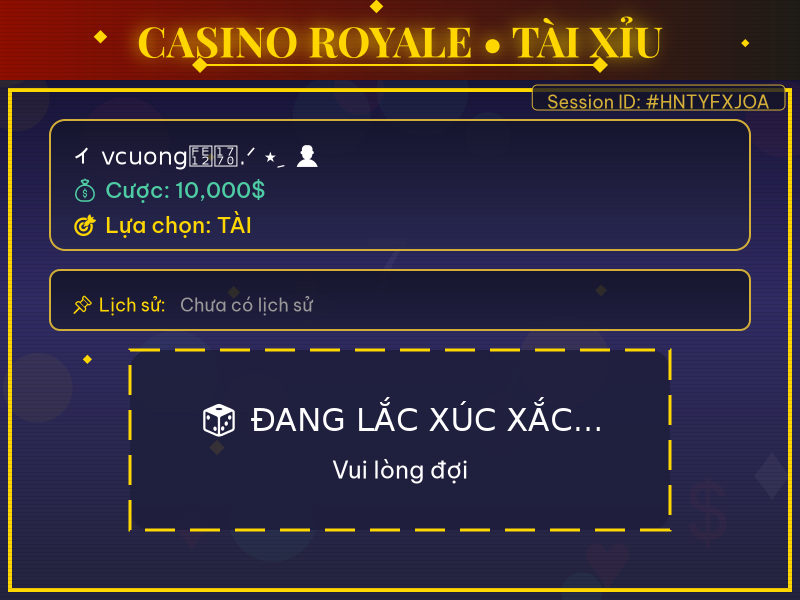 CASINO ROYALE • TÀI XỈU
Session ID: #HNTYFXJOA
イ vcuong.ᐟ ⋆_ 👤
💰 Cược: 10,000$
🎯 Lựa chọn: TÀI
📌 Lịch sử: Chưa có lịch sử
🎲 ĐANG LẮC XÚC XẮC...
Vui lòng đợi